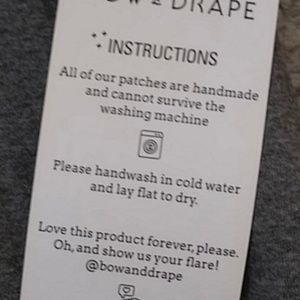 DRAPE
INSTRUCTIONS
All of our patches are handmade
and cannot survive the
washing machine
Please handwash in cold water
and lay flat to dry.
Love this product forever, please.
Oh, and show us your flare!
@bowanddrape